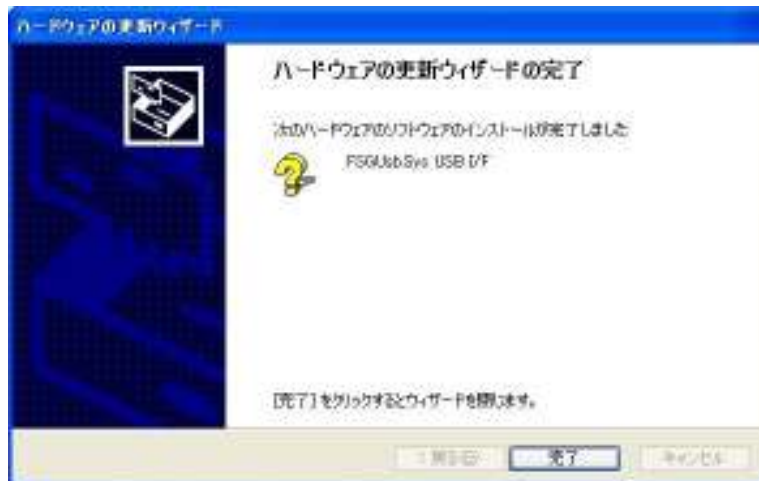 ハードウェアの更新ウィザード
ハードウェアの更新ウィザードの完了
次のハードウェアのソフトウェアのインストールが完了しました
FSGUsbSys USB I/F
[完了] をクリックするとウィザードを閉じます。
< 戻る(B)
完了
キャンセル